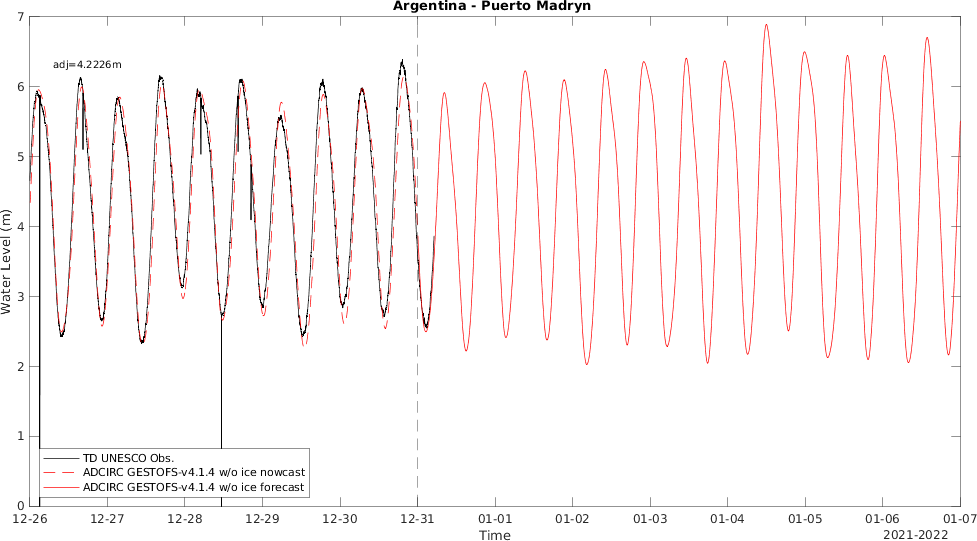 Argentina - Puerto Madryn
7
6
5
4
3
2
1
0
Water Level (m)
adj=4.2226m
TD UNESCO Obs.
ADCIRC GESTOFS-v4.1.4 w/o ice nowcast
ADCIRC GESTOFS-v4.1.4 w/o ice forecast
12-26 12-27 12-28 12-29 12-30 12-31 01-01 01-02 01-03 01-04 01-05 01-06 01-07
Time
2021-2022